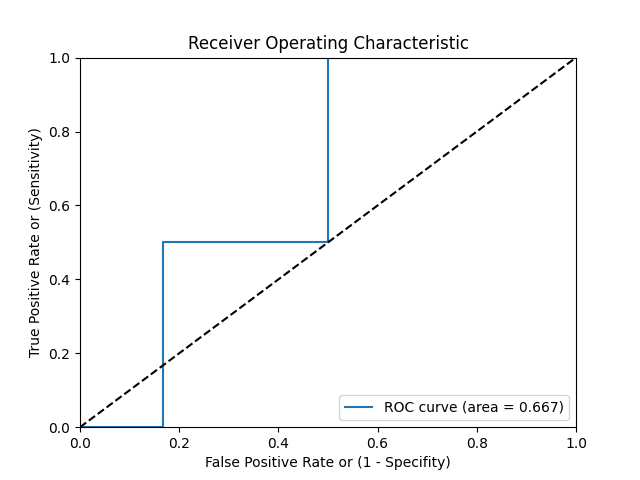 Receiver Operating Characteristic
1.0
0.8
0.6
0.4
0.2
0.0
True Positive Rate or (Sensitivity)
ROC curve (area = 0.667)
0.0 0.2 0.4 0.6 0.8 1.0
False Positive Rate or (1 - Specifity)